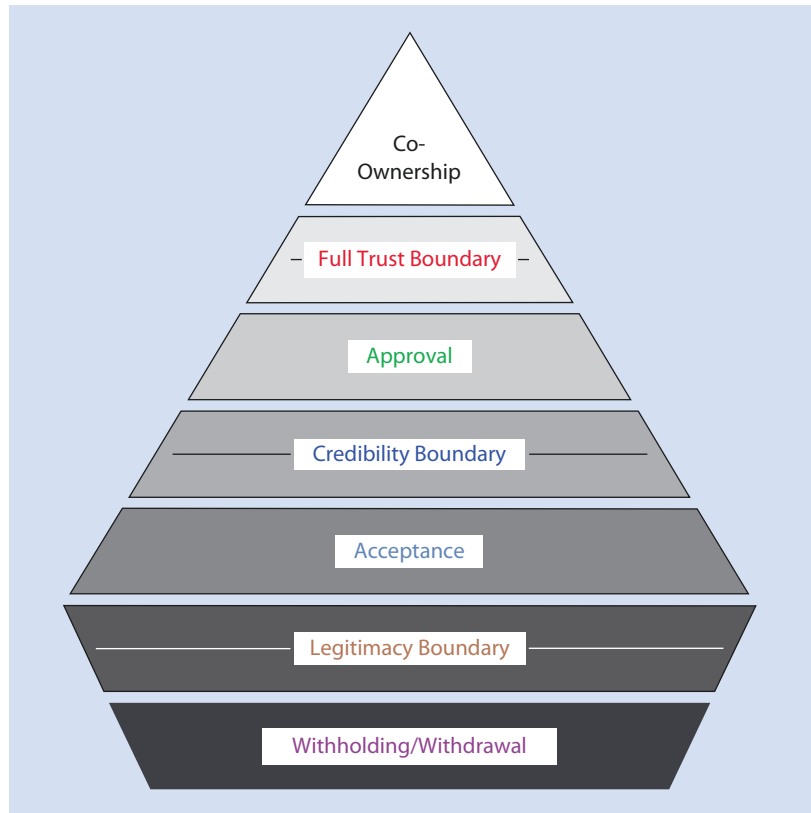 Co-
Ownership
Full Trust Boundary
Approval
Credibility Boundary
Acceptance
Legitimacy Boundary
Withholding/Withdrawal